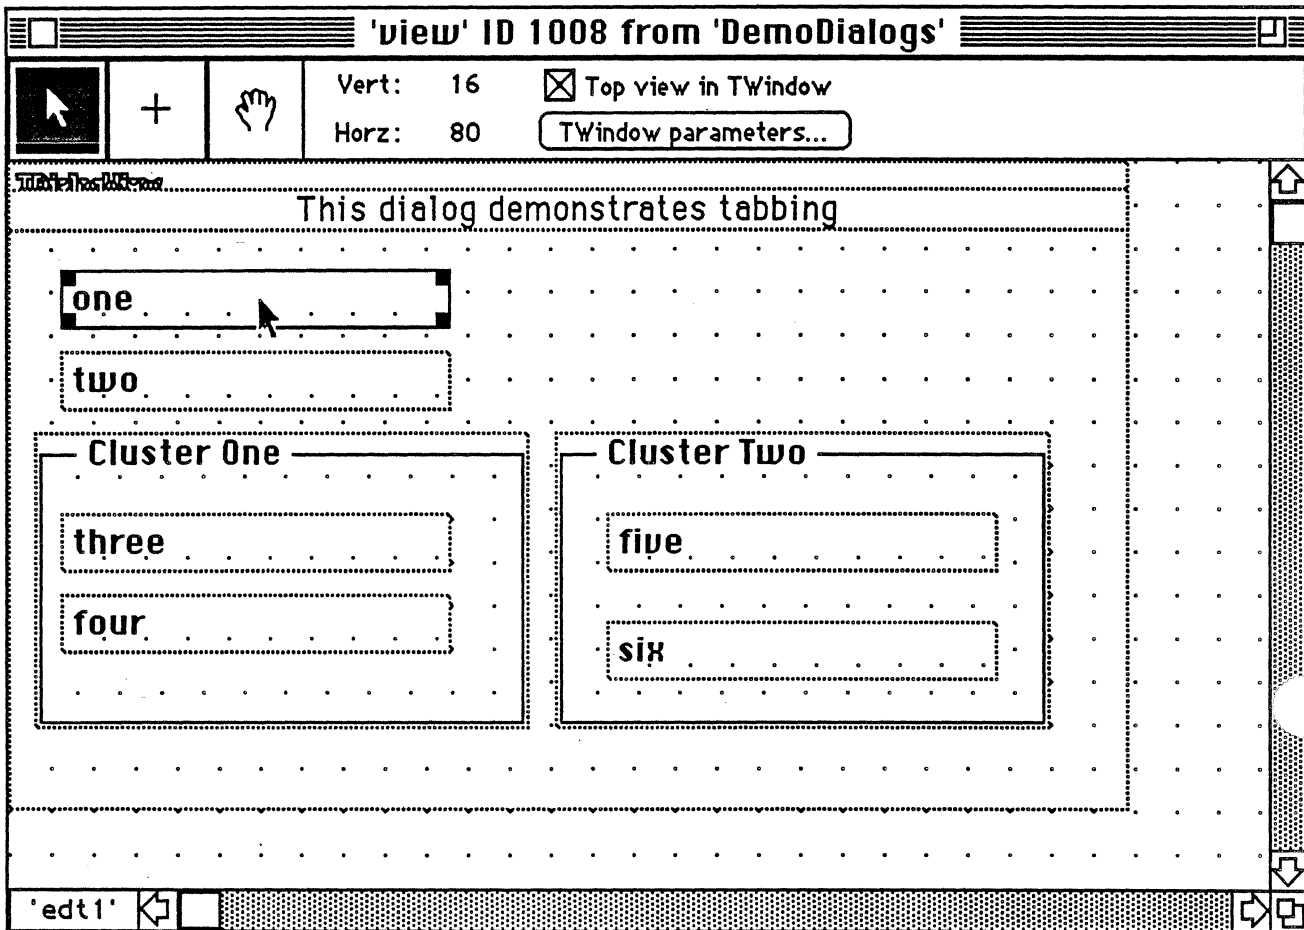 'view' ID 1008 from 'DemoDialogs'
Vert: 16
Top view in TWindow
Horz: 80
TWindow parameters...
This dialog demonstrates tabbing
one
two
Cluster One
Cluster Two
three
five
four
six
'edt1'